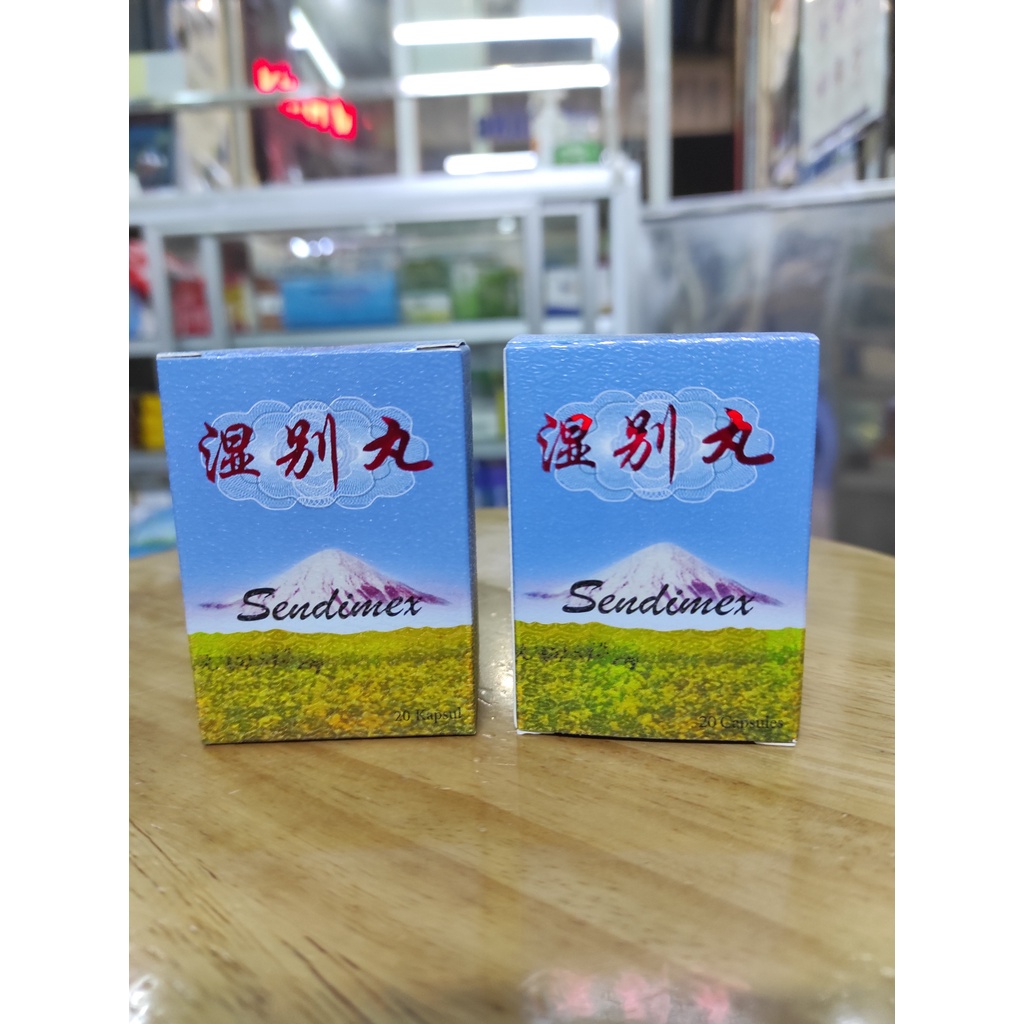 湿别丸
Sendimex
20 Kapsul
湿别丸
Sendimex
20 Capsules